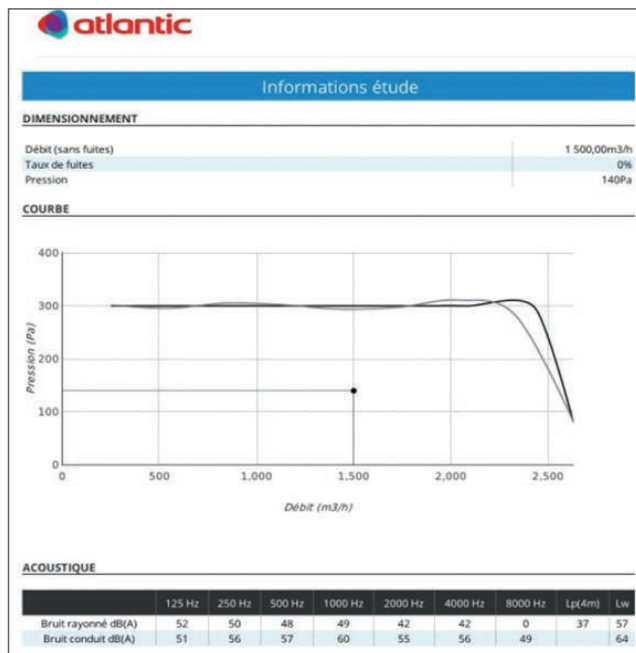 atlantic
Informations étude
DIMENSIONNEMENT
Débit (sans fuites) 1 500,00m3/h
Taux de fuites 0%
Pression 140Pa
COURBE
400
300
200
100
0
Pression (Pa)
0 500 1,000 1,500 2,000 2,500
Débit (m3/h)
ACOUSTIQUE
125 Hz 250 Hz 500 Hz 1000 Hz 2000 Hz 4000 Hz 8000 Hz Lp(4m) Lw
Bruit rayonné dB(A) 52 50 48 49 42 42 0 37 57
Bruit conduit dB(A) 51 56 57 60 55 56 49 64